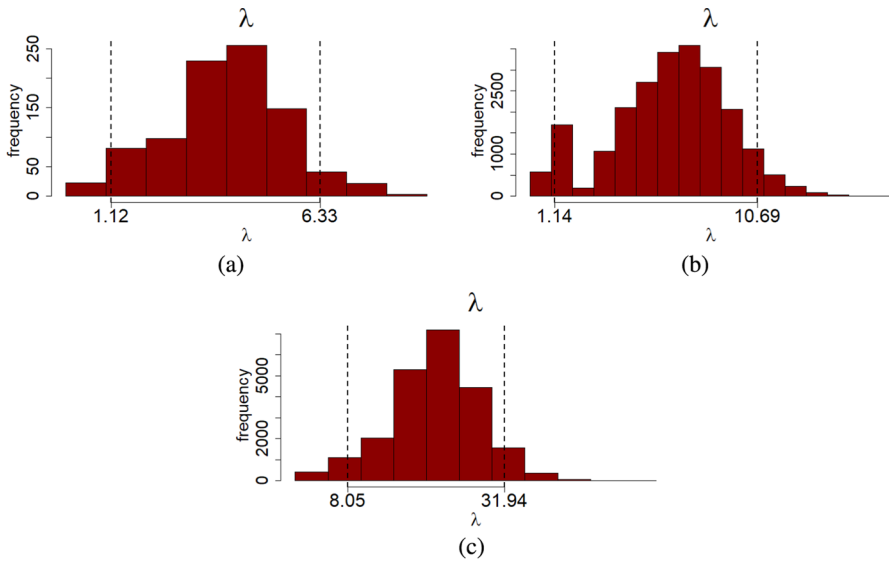 λ
frequency
250
150
50
0
1.12
6.33
λ
(a)
λ
frequency
2500
1000
0
1.14
10.69
λ
(b)
λ
frequency
5000
2000
0
8.05
31.94
λ
(c)